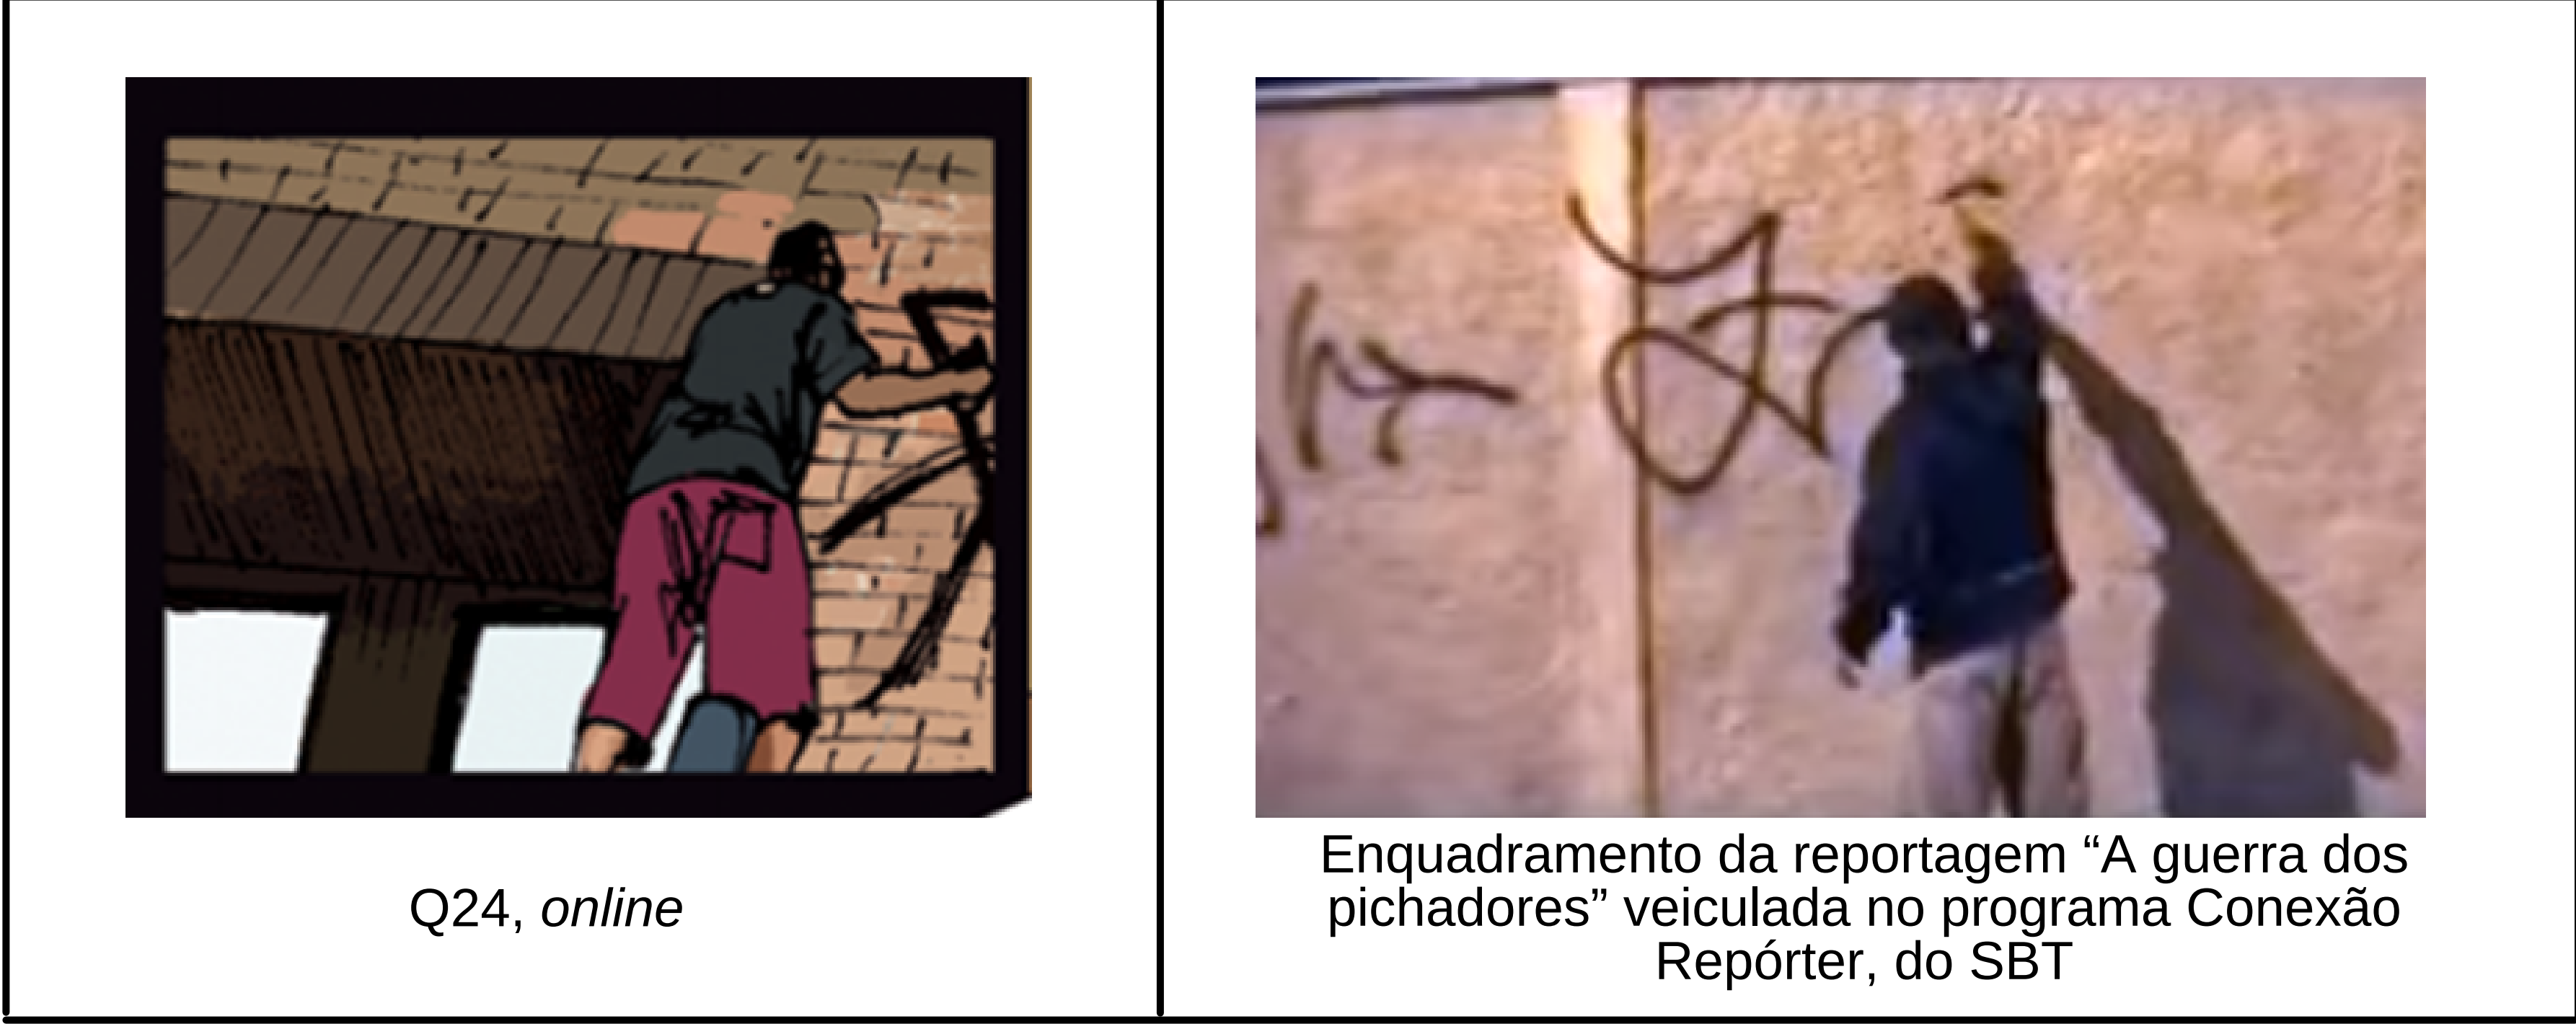 Q24, online
Enquadramento da reportagem “A guerra dos
pichadores” veiculada no programa Conexão
Repórter, do SBT